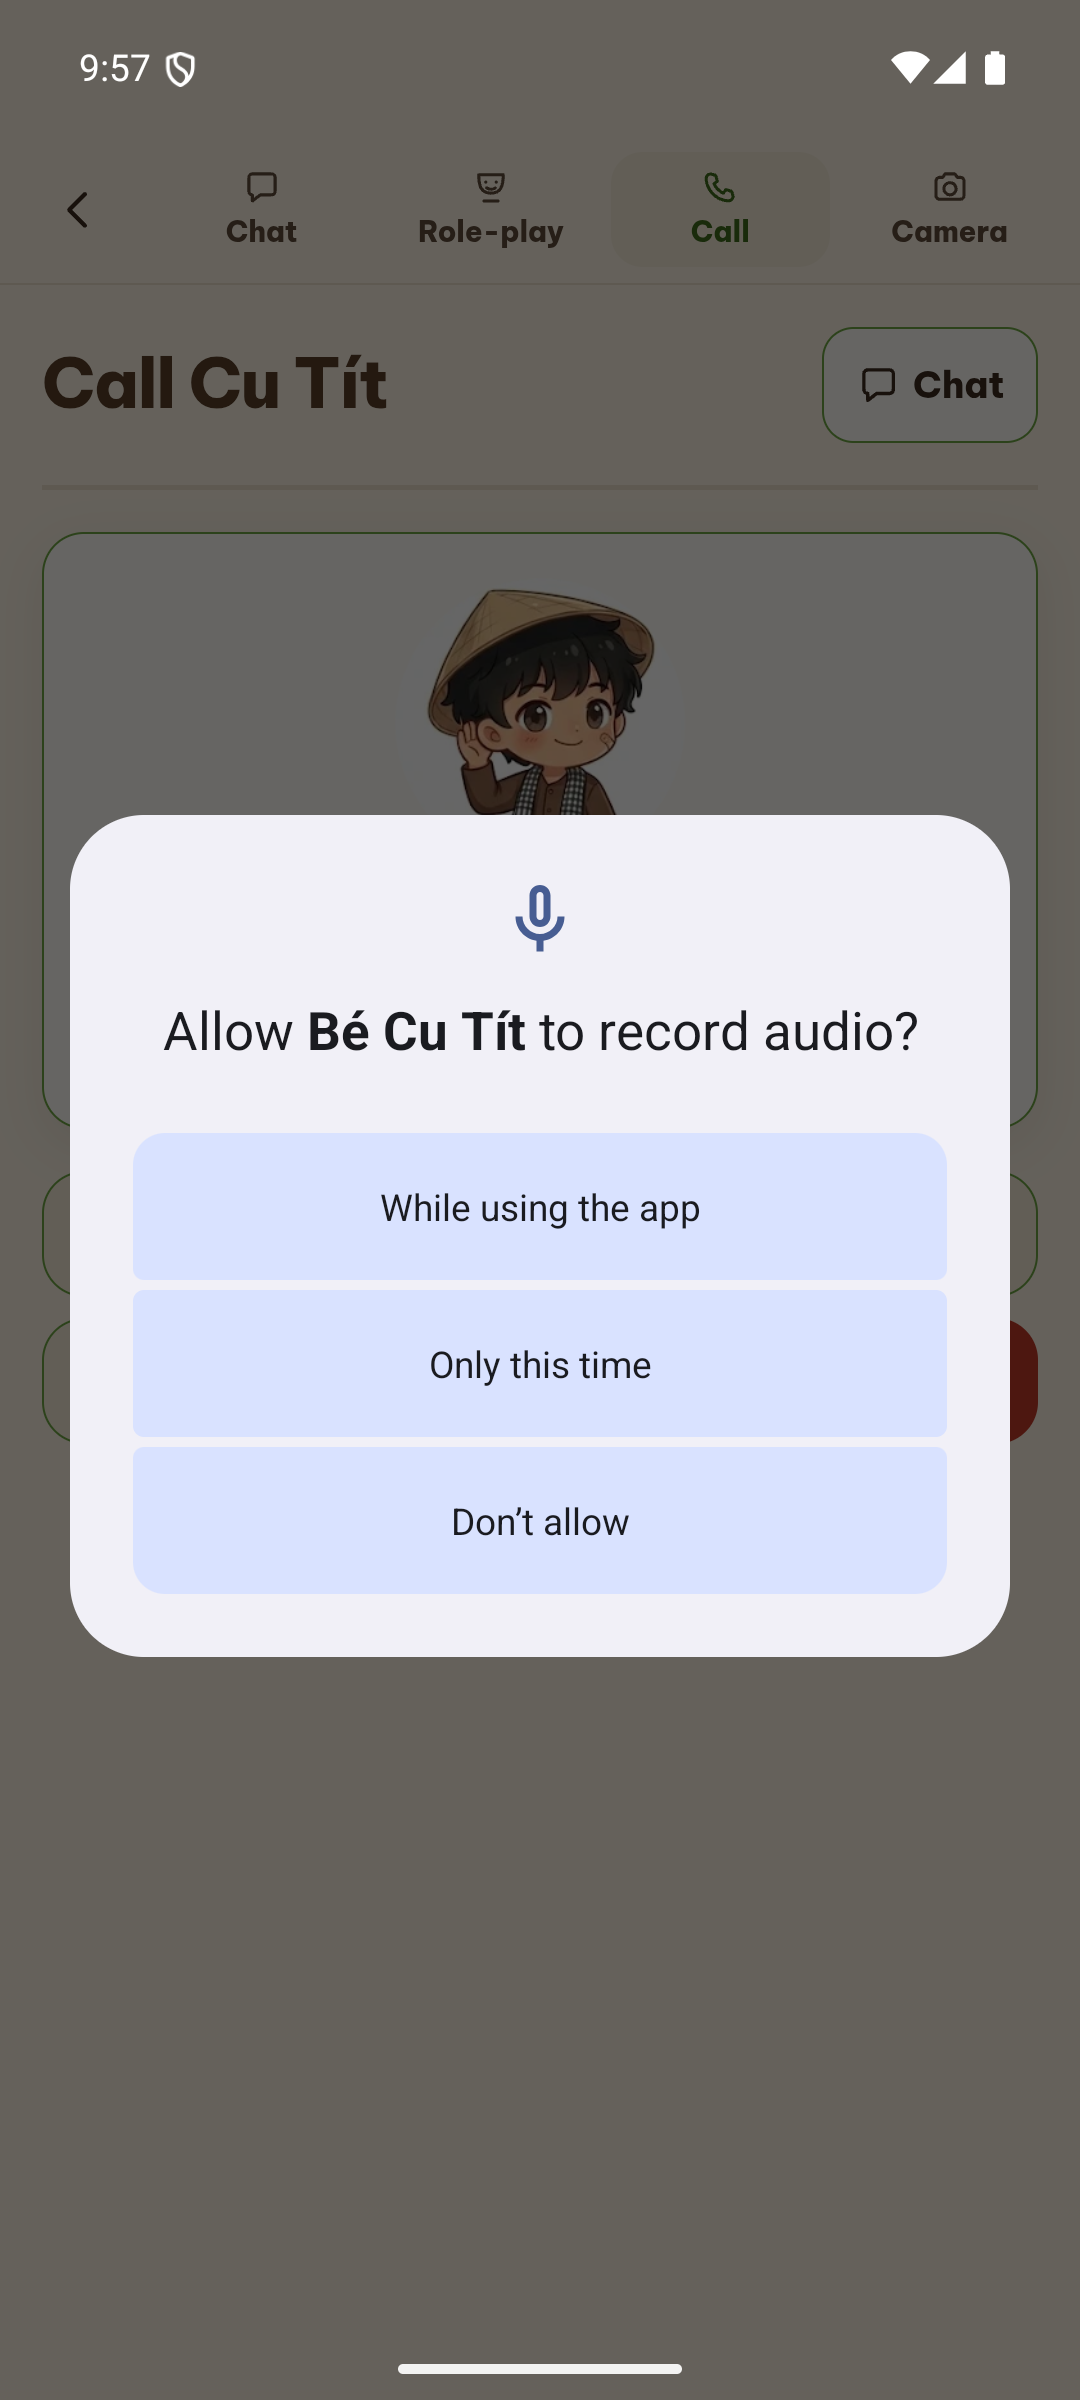 9:57
Chat
Role-play
Call
Camera
Call Cu Tít
Chat
Allow Bé Cu Tít to record audio?
While using the app
Only this time
Don’t allow